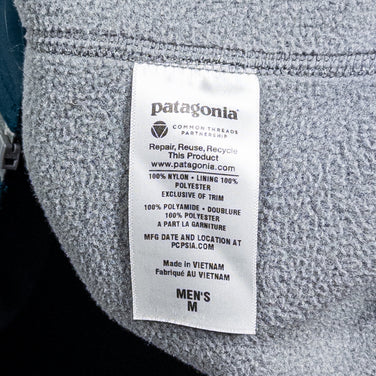 patagonia®
COMMON THREADS
PARTNERSHIP
Repair, Reuse, Recycle
This Product
www.patagonia.com
100% NYLON • LINING 100%
POLYESTER
EXCLUSIVE OF TRIM
100% POLYAMIDE • DOUBLURE
100% POLYESTER
A PART LA GARNITURE
MFG DATE AND LOCATION AT
PCPSIA.COM
Made in VIETNAM
Fabriqué AU VIETNAM
MEN'S
M